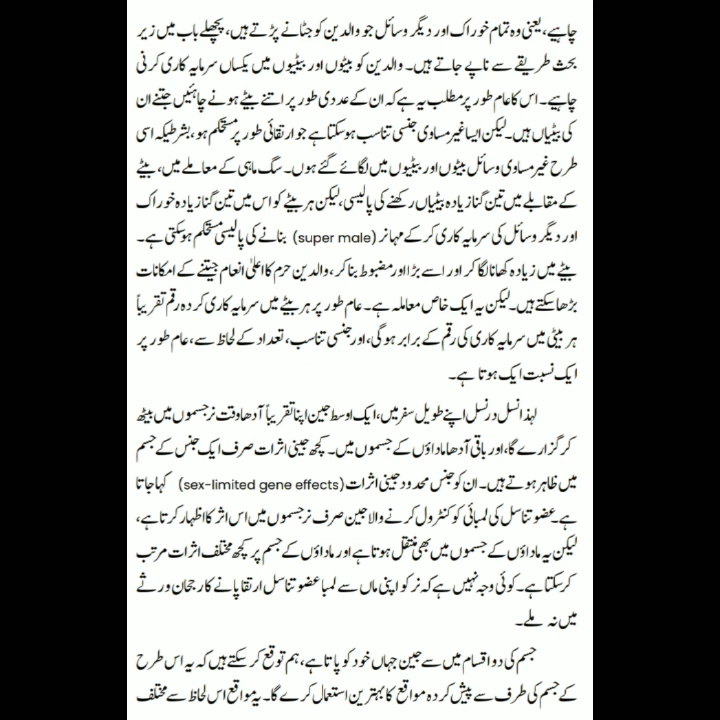 چاہیے، یعنی وہ تمام خوراک اور دیگر وسائل جو والدین کو جٹانے پڑتے ہیں، پچھلے باب میں زیر
بحث طریقے سے ناپے جاتے ہیں۔ والدین کو بیٹوں اور بیٹیوں میں یکساں سرمایہ کاری کرنی
چاہیے۔ اس کا عام طور پر مطلب یہ ہے کہ ان کے عددی طور پر اتنے بیٹے ہونے چاہئیں جتنے ان
کی بیٹیاں ہیں۔ لیکن ایسا غیر مساوی جنسی تناسب ہو سکتا ہے جو ارتقائی طور پر مستحکم ہو، بشرطیکہ اسی
طرح غیر مساوی وسائل بیٹوں اور بیٹیوں میں لگائے گئے ہوں۔ سگ ماہی کے معاملے میں، بیٹے
کے مقابلے میں تین گنا زیادہ بیٹیاں رکھنے کی پالیسی، لیکن ہر بیٹے کو اس میں تین گنا زیادہ خوراک
اور دیگر وسائل کی سرمایہ کاری کر کے مہانر (super male) بنانے کی پالیسی مستحکم ہو سکتی ہے۔
بیٹے میں زیادہ کھانا لگا کر اور اسے بڑا اور مضبوط بنا کر، والدین حرم کا اعلیٰ انعام جیتنے کے امکانات
بڑھا سکتے ہیں۔ لیکن یہ ایک خاص معاملہ ہے۔ عام طور پر ہر بیٹے میں سرمایہ کاری کردہ رقم تقریباً
ہر بیٹی میں سرمایہ کاری کی رقم کے برابر ہوگی، اور جنسی تناسب، تعداد کے لحاظ سے، عام طور پر
ایک نسبت ایک ہوتا ہے۔
لہذا نسل در نسل اپنے طویل سفر میں، ایک اوسط جین اپنا تقریباً آدھا وقت نر جسموں میں بیٹھ
کر گزارے گا، اور باقی آدھا ماداؤں کے جسموں میں۔ کچھ جینی اثرات صرف ایک جنس کے جسم
میں ظاہر ہوتے ہیں۔ ان کو جنس محدود جینی اثرات (sex-limited gene effects) کہا جاتا
ہے۔ عضو تناسل کی لمبائی کو کنٹرول کرنے والا جین صرف نر جسموں میں اس اثر کا اظہار کرتا ہے،
لیکن یہ ماداؤں کے جسموں میں بھی منتقل ہوتا ہے اور ماداؤں کے جسم پر کچھ مختلف اثرات مرتب
کر سکتا ہے۔ کوئی وجہ نہیں ہے کہ نر کو اپنی ماں سے لمبا عضو تناسل ارتقا پانے کا رجحان ورثے
میں نہ ملے۔
جسم کی دو اقسام میں سے جین جہاں خود کو پاتا ہے، ہم توقع کر سکتے ہیں کہ یہ اس طرح
کے جسم کی طرف سے پیش کردہ مواقع کا بہترین استعمال کرے گا۔ یہ مواقع اس لحاظ سے مختلف